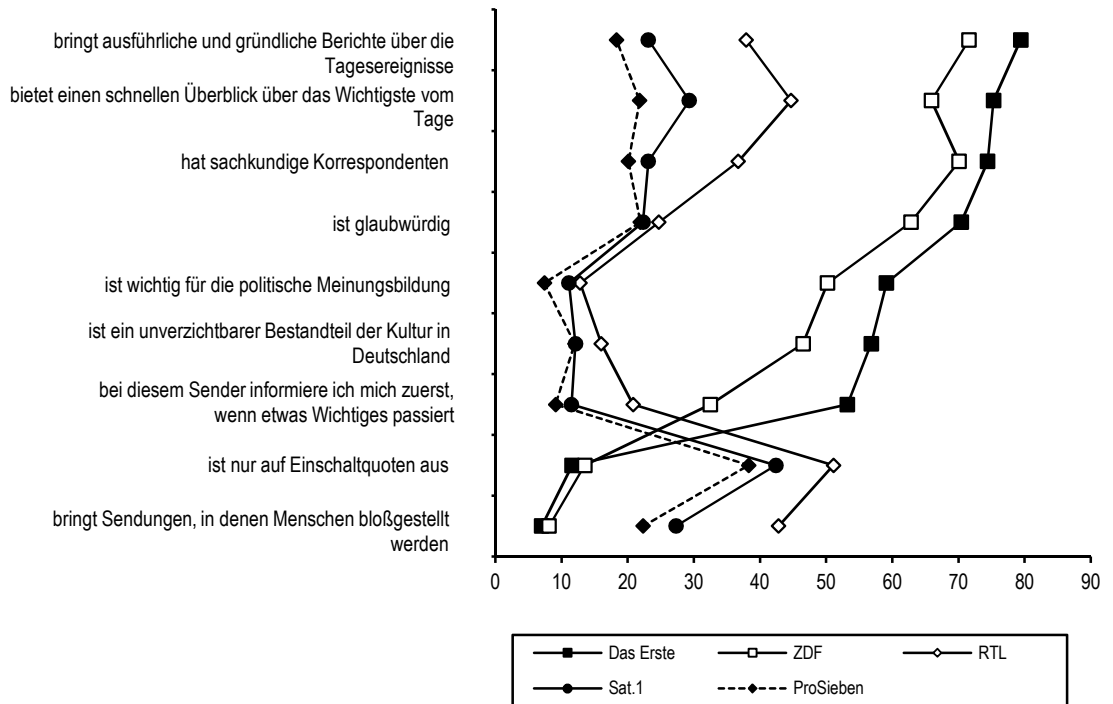 bringt ausführliche und gründliche Berichte über die
Tagesereignisse
bietet einen schnellen Überblick über das Wichtigste vom
Tage
hat sachkundige Korrespondenten
ist glaubwürdig
ist wichtig für die politische Meinungsbildung
ist ein unverzichtbarer Bestandteil der Kultur in
Deutschland
bei diesem Sender informiere ich mich zuerst,
wenn etwas Wichtiges passiert
ist nur auf Einschaltquoten aus
bringt Sendungen, in denen Menschen bloßgestellt
werden
0 10 20 30 40 50 60 70 80 90
Das Erste ZDF RTL
Sat.1 ProSieben